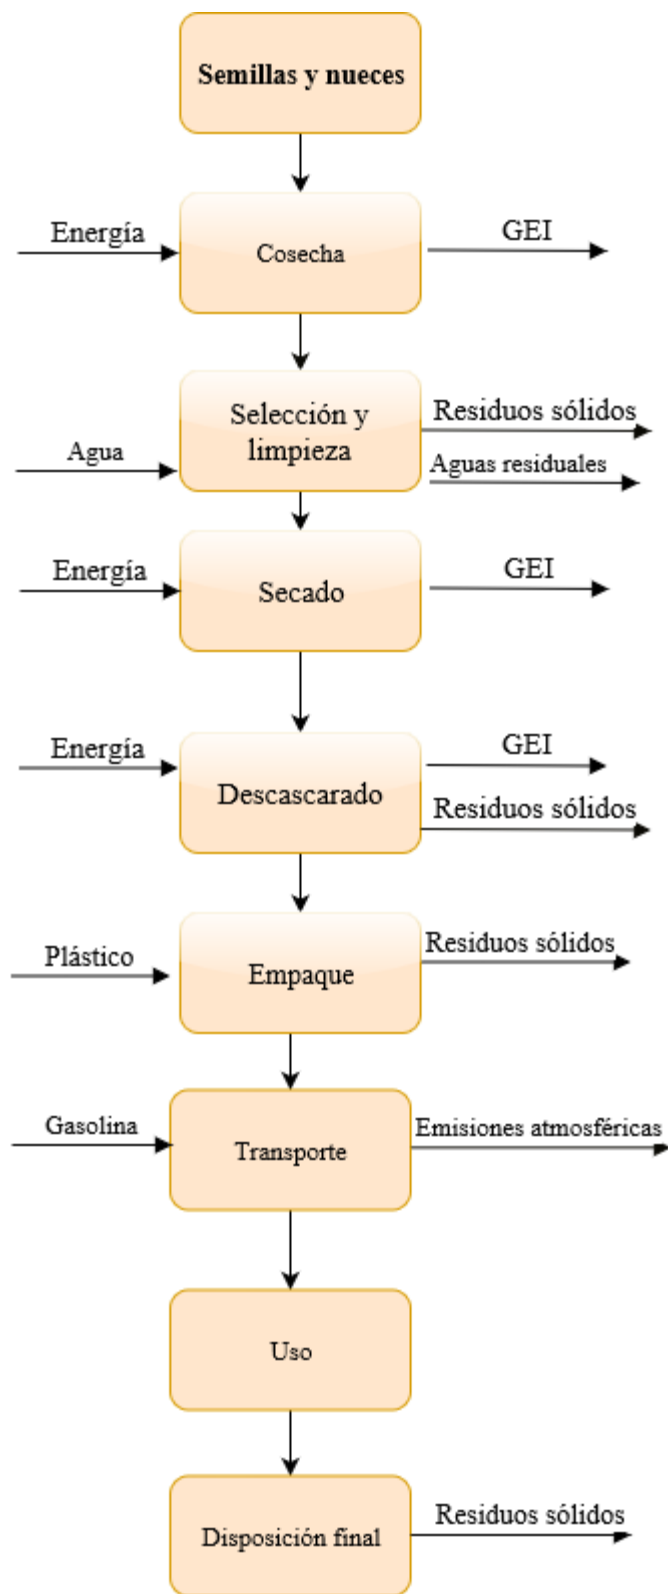 Semillas y nueces
Energía
Cosecha
GEI
Selección y
limpieza
Agua
Residuos sólidos
Aguas residuales
Energía
Secado
GEI
Energía
Descascarado
GEI
Residuos sólidos
Plástico
Empaque
Residuos sólidos
Gasolina
Transporte
Emisiones atmosféricas
Uso
Disposición final
Residuos sólidos